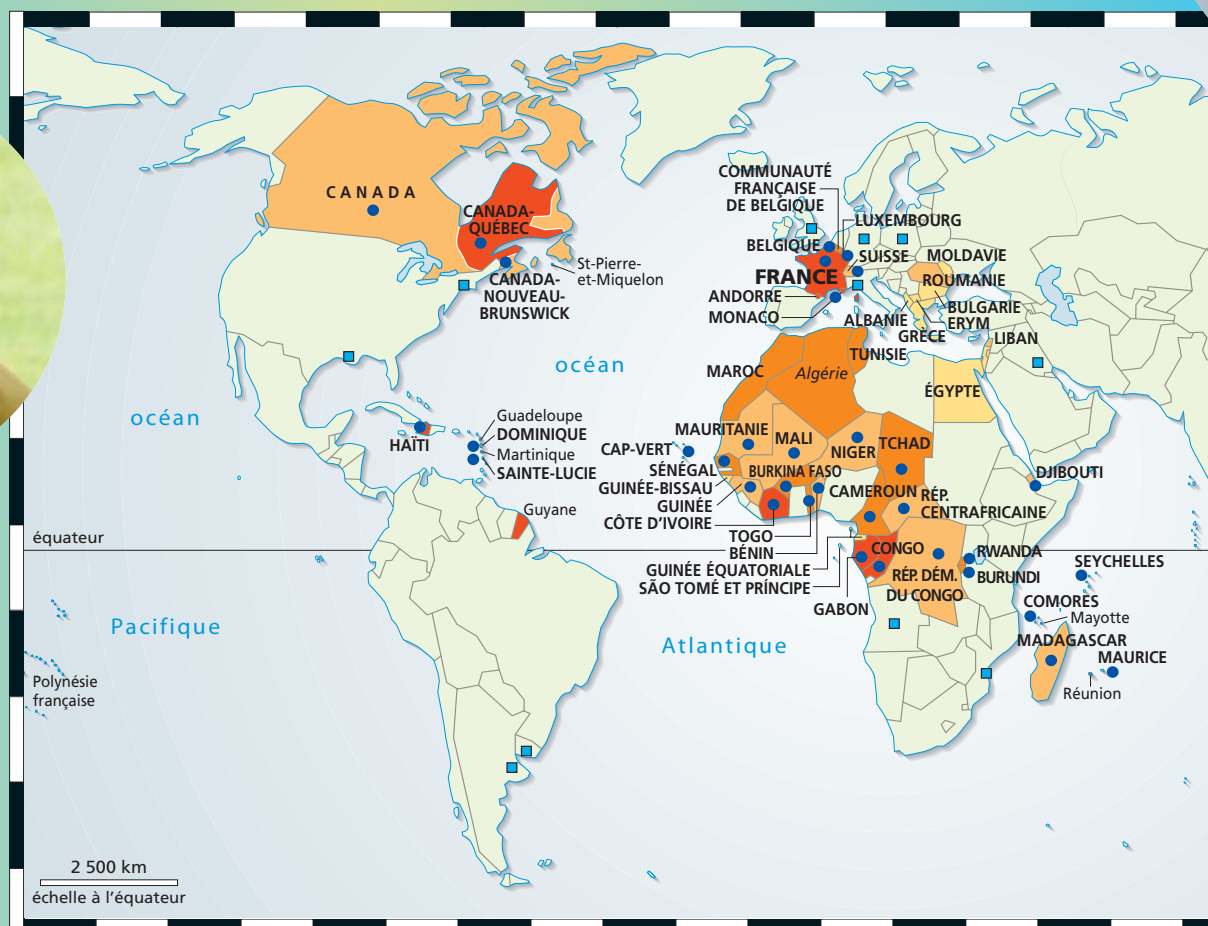 CANADA
CANADA-
QUÉBEC
CANADA-
NOUVEAU-
BRUNSWICK
St-Pierre-
et-Miquelon
COMMUNAUTÉ
FRANÇAISE
DE BELGIQUE
LUXEMBOURG
BELGIQUE
SUISSE
MOLDAVIE
FRANCE
ROUMANIE
ANDORRE
MONACO
BULGARIE
ALBANIE
ERYM
GRÈCE
LIBAN
TUNISIE
océan
MAROC
Algérie
ÉGYPTE
océan
Guadeloupe
DOMINIQUE
HAÏTI
Martinique
SAINTE-LUCIE
MAURITANIE
MALI
CAP-VERT
NIGER
TCHAD
SÉNÉGAL
BURKINA FASO
DJIBOUTI
GUINÉE-BISSAU
CAMEROUN
RÉP.
CENTRAFRICAINE
GUINÉE
CÔTE D'IVOIRE
Guyane
TOGO
BÉNIN
équateur
CONGO
RWANDA
GUINÉE ÉQUATORIALE
SEYCHELLES
SÃO TOMÉ ET PRÍNCIPE
RÉP. DÉM.
DU CONGO
BURUNDI
GABON
COMORES
Mayotte
Pacifique
Atlantique
MADAGASCAR
MAURICE
Réunion
Polynésie
française
2 500 km
échelle à l'équateur